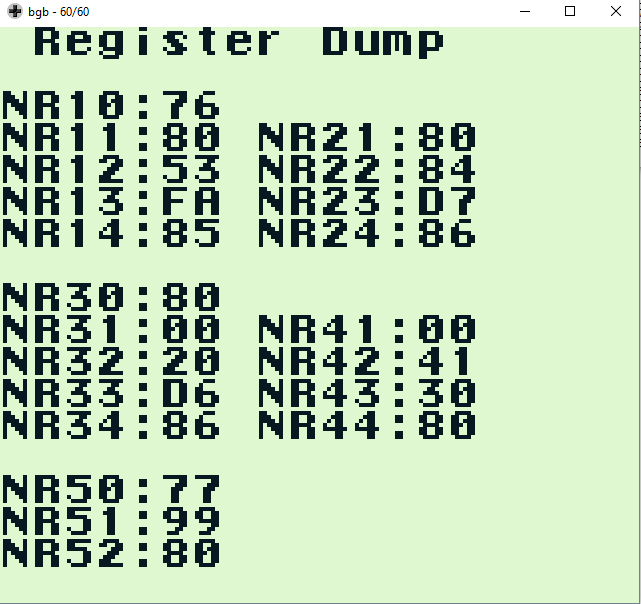 bgb - 60/60
Register Dump
NR10:76
NR11:80 NR21:80
NR12:53 NR22:84
NR13:FA NR23:D7
NR14:85 NR24:86
NR30:80
NR31:00 NR41:00
NR32:20 NR42:41
NR33:D6 NR43:30
NR34:86 NR44:80
NR50:77
NR51:99
NR52:80